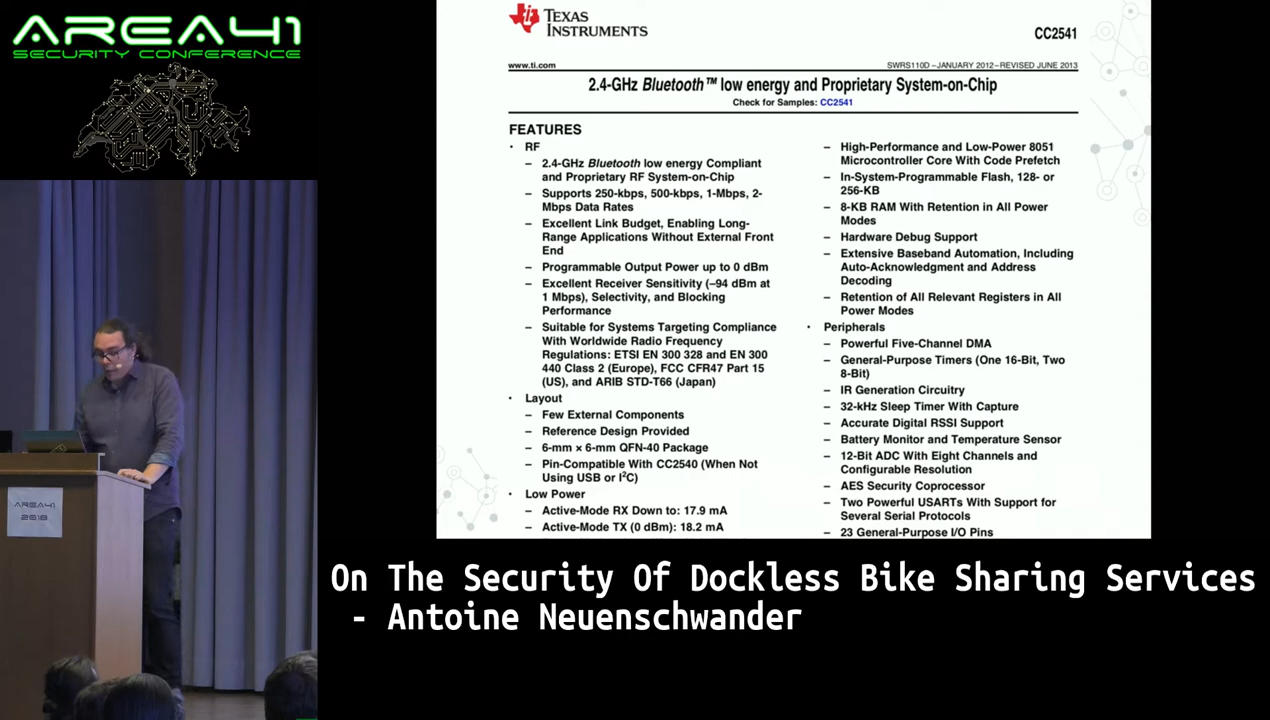 AREA41
SECURITY CONFERENCE
TEXAS
INSTRUMENTS
CC2541
www.ti.com
SWRS110D – JANUARY 2012 – REVISED JUNE 2013
2.4-GHz Bluetooth™ low energy and Proprietary System-on-Chip
Check for Samples: CC2541
FEATURES
• RF
– 2.4-GHz Bluetooth low energy Compliant
and Proprietary RF System-on-Chip
– Supports 250-kbps, 500-kbps, 1-Mbps, 2-
Mbps Data Rates
– Excellent Link Budget, Enabling Long-
Range Applications Without External Front
End
– Programmable Output Power up to 0 dBm
– Excellent Receiver Sensitivity (–94 dBm at
1 Mbps), Selectivity, and Blocking
Performance
– Suitable for Systems Targeting Compliance
With Worldwide Radio Frequency
Regulations: ETSI EN 300 328 and EN 300
440 Class 2 (Europe), FCC CFR47 Part 15
(US), and ARIB STD-T66 (Japan)
• Layout
– Few External Components
– Reference Design Provided
– 6-mm × 6-mm QFN-40 Package
– Pin-Compatible With CC2540 (When Not
Using USB or I²C)
• Low Power
– Active-Mode RX Down to: 17.9 mA
– Active-Mode TX (0 dBm): 18.2 mA
– High-Performance and Low-Power 8051
Microcontroller Core With Code Prefetch
– In-System-Programmable Flash, 128- or
256-KB
– 8-KB RAM With Retention in All Power
Modes
– Hardware Debug Support
– Extensive Baseband Automation, Including
Auto-Acknowledgment and Address
Decoding
– Retention of All Relevant Registers in All
Power Modes
• Peripherals
– Powerful Five-Channel DMA
– General-Purpose Timers (One 16-Bit, Two
8-Bit)
– IR Generation Circuitry
– 32-kHz Sleep Timer With Capture
– Accurate Digital RSSI Support
– Battery Monitor and Temperature Sensor
– 12-Bit ADC With Eight Channels and
Configurable Resolution
– AES Security Coprocessor
– Two Powerful USARTs With Support for
Several Serial Protocols
– 23 General-Purpose I/O Pins
AREA41
2018
On The Security Of Dockless Bike Sharing Services
- Antoine Neuenschwander